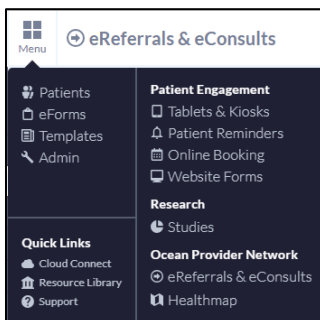 Menu
eReferrals & eConsults
Patients
eForms
Templates
Admin
Quick Links
Cloud Connect
Resource Library
Support
Patient Engagement
Tablets & Kiosks
Patient Reminders
Online Booking
Website Forms
Research
Studies
Ocean Provider Network
eReferrals & eConsults
Healthmap